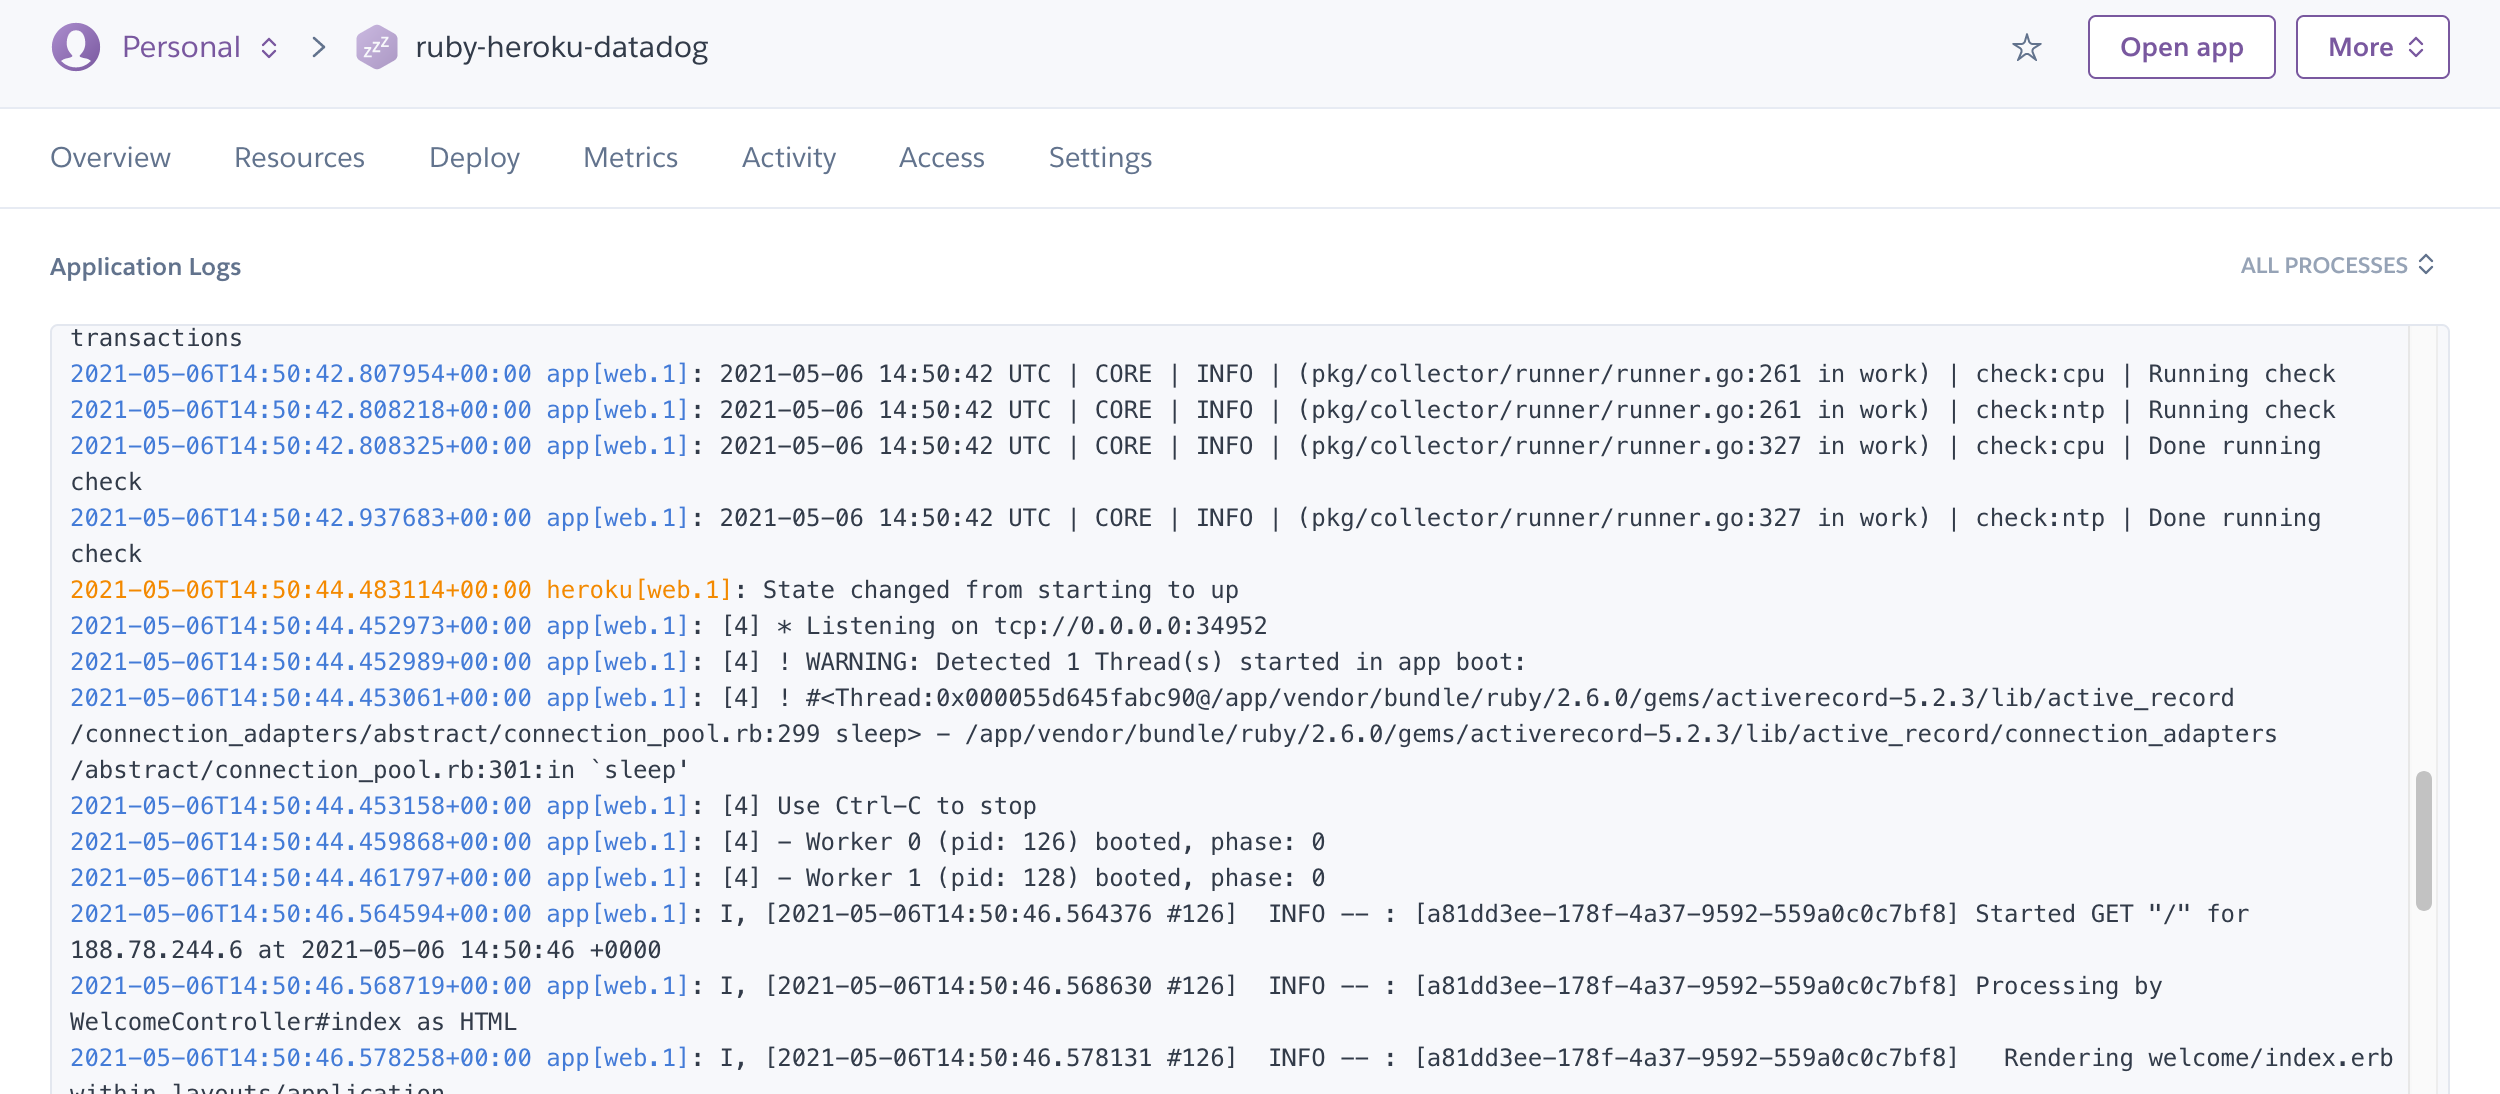 Personal
zzz
ruby-heroku-datadog
Open app
More
Overview Resources Deploy Metrics Activity Access Settings
Application Logs
ALL PROCESSES
transactions
2021-05-06T14:50:42.807954+00:00 app[web.1]: 2021-05-06 14:50:42 UTC | CORE | INFO | (pkg/collector/runner/runner.go:261 in work) | check:cpu | Running check
2021-05-06T14:50:42.808218+00:00 app[web.1]: 2021-05-06 14:50:42 UTC | CORE | INFO | (pkg/collector/runner/runner.go:261 in work) | check:ntp | Running check
2021-05-06T14:50:42.808325+00:00 app[web.1]: 2021-05-06 14:50:42 UTC | CORE | INFO | (pkg/collector/runner/runner.go:327 in work) | check:cpu | Done running
check
2021-05-06T14:50:42.937683+00:00 app[web.1]: 2021-05-06 14:50:42 UTC | CORE | INFO | (pkg/collector/runner/runner.go:327 in work) | check:ntp | Done running
check
2021-05-06T14:50:44.483114+00:00 heroku[web.1]: State changed from starting to up
2021-05-06T14:50:44.452973+00:00 app[web.1]: [4] * Listening on tcp://0.0.0.0:34952
2021-05-06T14:50:44.452989+00:00 app[web.1]: [4] ! WARNING: Detected 1 Thread(s) started in app boot:
2021-05-06T14:50:44.453061+00:00 app[web.1]: [4] ! #<Thread:0x000055d645fabc90@/app/vendor/bundle/ruby/2.6.0/gems/activerecord-5.2.3/lib/active_record
/connection_adapters/abstract/connection_pool.rb:299 sleep> - /app/vendor/bundle/ruby/2.6.0/gems/activerecord-5.2.3/lib/active_record/connection_adapters
/abstract/connection_pool.rb:301:in `sleep'
2021-05-06T14:50:44.453158+00:00 app[web.1]: [4] Use Ctrl-C to stop
2021-05-06T14:50:44.459868+00:00 app[web.1]: [4] - Worker 0 (pid: 126) booted, phase: 0
2021-05-06T14:50:44.461797+00:00 app[web.1]: [4] - Worker 1 (pid: 128) booted, phase: 0
2021-05-06T14:50:46.564594+00:00 app[web.1]: I, [2021-05-06T14:50:46.564376 #126]  INFO -- : [a81dd3ee-178f-4a37-9592-559a0c0c7bf8] Started GET "/" for
188.78.244.6 at 2021-05-06 14:50:46 +0000
2021-05-06T14:50:46.568719+00:00 app[web.1]: I, [2021-05-06T14:50:46.568630 #126]  INFO -- : [a81dd3ee-178f-4a37-9592-559a0c0c7bf8] Processing by
WelcomeController#index as HTML
2021-05-06T14:50:46.578258+00:00 app[web.1]: I, [2021-05-06T14:50:46.578131 #126]  INFO -- : [a81dd3ee-178f-4a37-9592-559a0c0c7bf8]   Rendering welcome/index.erb
within layouts/application